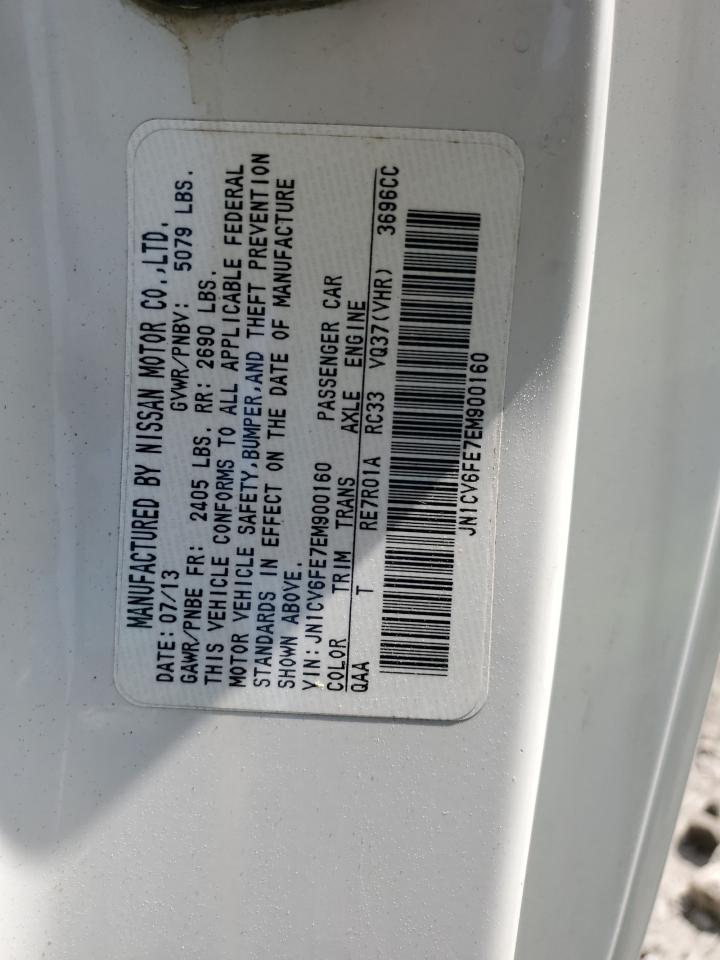 MANUFACTURED BY NISSAN MOTOR CO.,LTD.
DATE: 07/13 GVWR/PNBV: 5079 LBS.
GAWR/PNBE FR: 2405 LBS. RR: 2690 LBS.
THIS VEHICLE CONFORMS TO ALL APPLICABLE FEDERAL
MOTOR VEHICLE SAFETY,BUMPER,AND THEFT PREVENTION
STANDARDS IN EFFECT ON THE DATE OF MANUFACTURE
SHOWN ABOVE.
VIN:JN1CV6FE7EM900160 PASSENGER CAR
COLOR TRIM TRANS AXLE ENGINE
QAA T RE7R01A RC33 VQ37(VHR) 3696CC
JN1CV6FE7EM900160